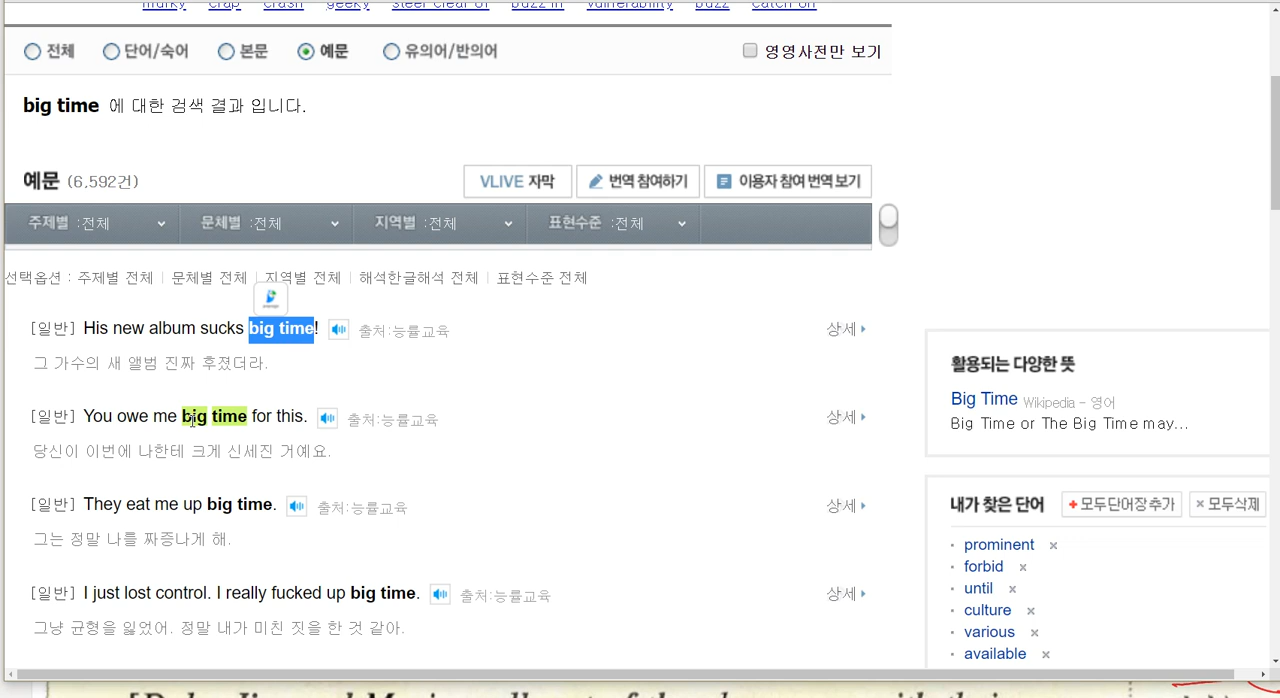 murky crap crash geeky steer clear of buzz in vulnerability buzz catch on
전체 단어/숙어 본문 예문 유의어/반의어 영영사전만 보기
big time 에 대한 검색 결과 입니다.
예문 (6,592건) VLIVE 자막 번역 참여하기 이용자 참여 번역 보기
주제별 :전체 문체별 :전체 지역별 :전체 표현수준 :전체
선택옵션 : 주제별 전체 | 문체별 전체 | 지역별 전체 | 해석한글해석 전체 | 표현수준 전체
[일반] His new album sucks big time! 출처:능률교육 상세
그 가수의 새 앨범 진짜 후졌더라.
[일반] You owe me big time for this. 출처:능률교육 상세
당신이 이번에 나한테 크게 신세진 거예요.
[일반] They eat me up big time. 출처:능률교육 상세
그는 정말 나를 짜증나게 해.
[일반] I just lost control. I really fucked up big time. 출처:능률교육 상세
그냥 균형을 잃었어. 정말 내가 미친 짓을 한 것 같아.
활용되는 다양한 뜻
Big Time Wikipedia - 영어
Big Time or The Big Time may...
내가 찾은 단어 +모두단어장추가 ×모두삭제
· prominent ×
· forbid ×
· until ×
· culture ×
· various ×
· available ×